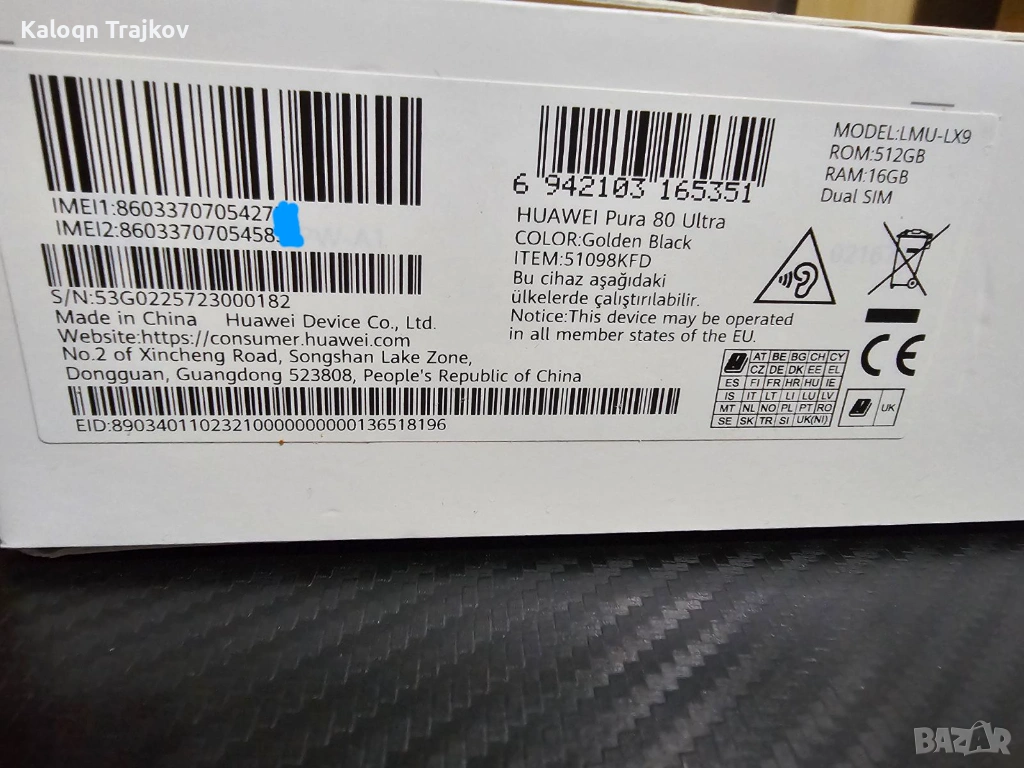 Kaloqn Trajkov
IMEI1:8603370705427
IMEI2:8603370705458
S/N:53G0225723000182
Made in China Huawei Device Co., Ltd.
Website:https://consumer.huawei.com
No.2 of Xincheng Road, Songshan Lake Zone,
Dongguan, Guangdong 523808, People's Republic of China
EID:89034011023210000000000136518196
6 942103 165351
HUAWEI Pura 80 Ultra
COLOR:Golden Black
ITEM:51098KFD
Bu cihaz aşağıdaki
ülkelerde çalıştırılabilir.
Notice:This device may be operated
in all member states of the EU.
MODEL:LMU-LX9
ROM:512GB
RAM:16GB
Dual SIM
CE
AT BE BG CH CY
CZ DE DK EE EL
ES FI FR HR HU IE
IS IT LT LI LU LV
MT NL NO PL PT RO
SE SK TR SI UK(NI)
UK
BAZAR